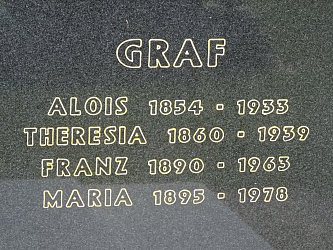 GRAF
ALOIS 1854 - 1933
THERESIA 1860 - 1939
FRANZ 1890 - 1963
MARIA 1895 - 1978